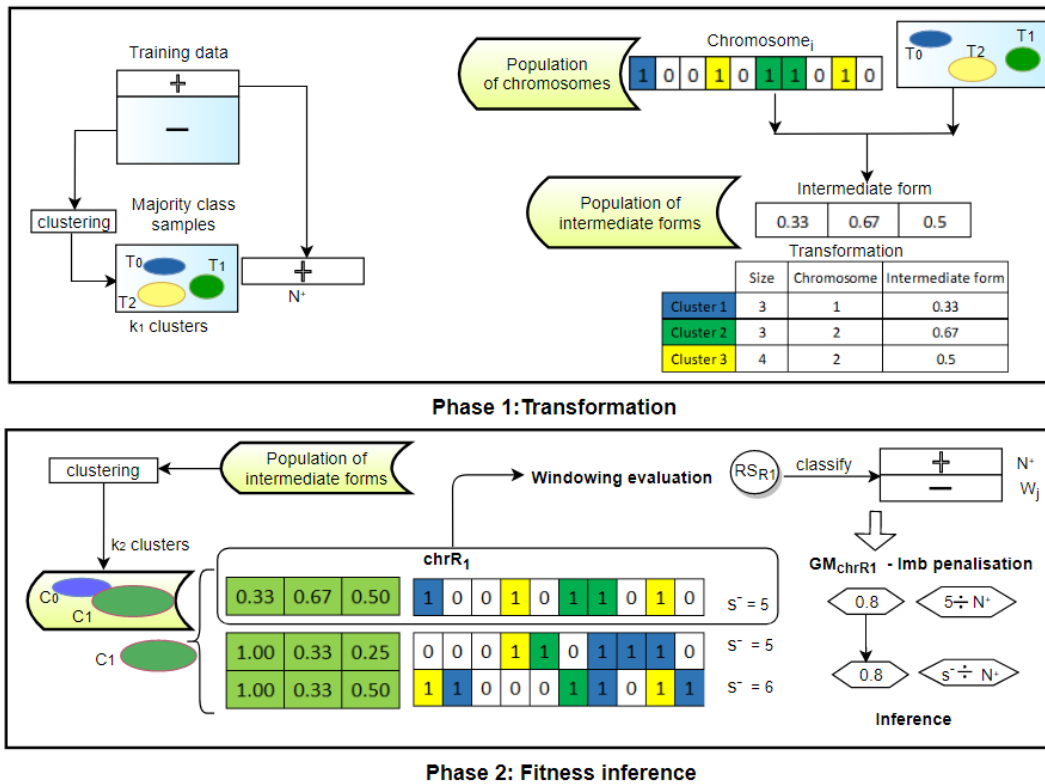 Training data
+
−
clustering
Majority class
samples
T0
T1
T2
k1 clusters
+
N+
Population
of chromosomes
Chromosomei
1 0 0 1 0 1 1 0 1 0
T0
T2
T1
Population of
intermediate forms
Intermediate form
0.33 0.67 0.5
Transformation
Size Chromosome Intermediate form
Cluster 1 3 1 0.33
Cluster 2 3 2 0.67
Cluster 3 4 2 0.5
Phase 1:Transformation
clustering
Population of
intermediate forms
Windowing evaluation
RSR1
classify
+
−
N+
Wj
k2 clusters
C0
C1
C1
chrR1
0.33 0.67 0.50 1 0 0 1 0 1 1 0 1 0 s- = 5
1.00 0.33 0.25 0 0 0 1 1 0 1 1 1 0 s- = 5
1.00 0.33 0.50 1 1 0 0 0 1 1 0 1 1 s- = 6
GMchrR1 - Imb penalisation
0.8 5÷ N+
0.8 s- ÷ N+
Inference
Phase 2: Fitness inference